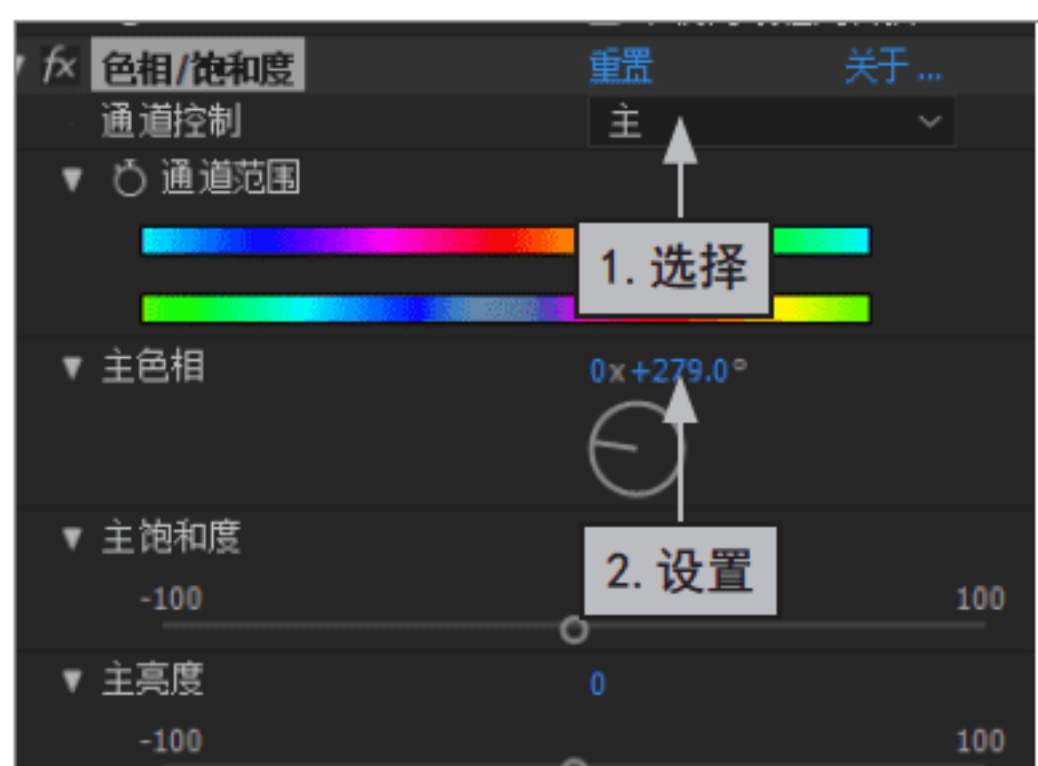 fx 色相/饱和度 重置 关于...
通道控制 主
通道范围
1. 选择
主色相 0x+279.0°
主饱和度
2. 设置
-100 100
主亮度 0
-100 100